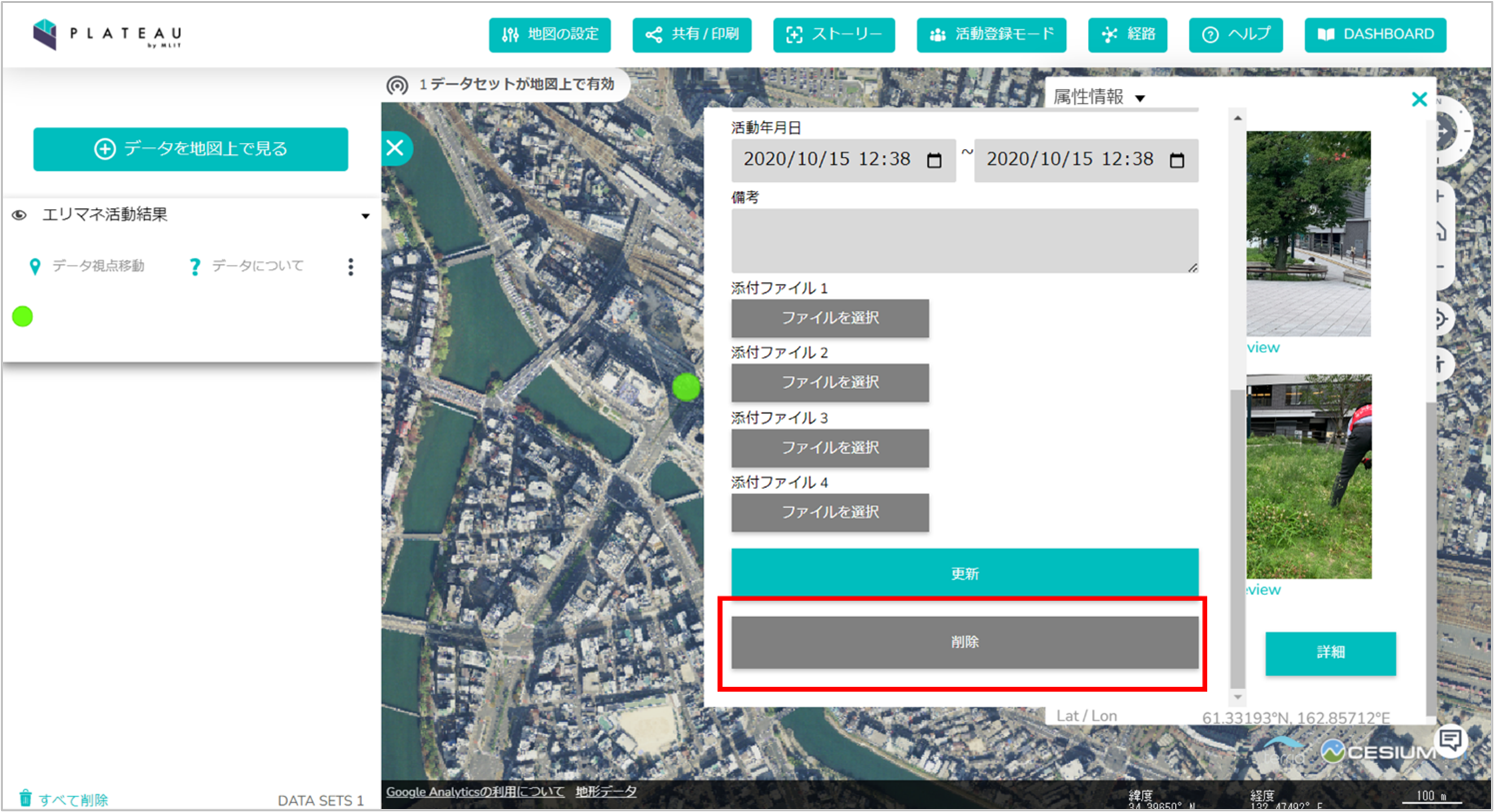 PLATEAU
by MLIT
地図の設定
共有 / 印刷
ストーリー
活動登録モード
経路
ヘルプ
DASHBOARD
1 データセットが地図上で有効
属性情報
データを地図上で見る
エリマネ活動結果
データ視点移動
データについて
活動年月日
2020/10/15 12:38 ~ 2020/10/15 12:38
備考
添付ファイル 1
ファイルを選択
添付ファイル 2
ファイルを選択
添付ファイル 3
ファイルを選択
添付ファイル 4
ファイルを選択
更新
削除
view
view
詳細
Lat / Lon
61.33193°N, 162.85712°E
CESIUM
すべて削除
DATA SETS 1
Google Analyticsの利用について 地形データ
緯度
34.39650° N
経度
132.47492° E
100 m